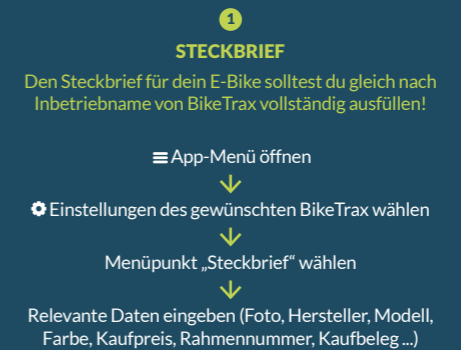 1
STECKBRIEF
Den Steckbrief für dein E-Bike solltest du gleich nach
Inbetriebname von BikeTrax vollständig ausfüllen!
App-Menü öffnen
Einstellungen des gewünschten BikeTrax wählen
Menüpunkt „Steckbrief“ wählen
Relevante Daten eingeben (Foto, Hersteller, Modell,
Farbe, Kaufpreis, Rahmennummer, Kaufbeleg ...)